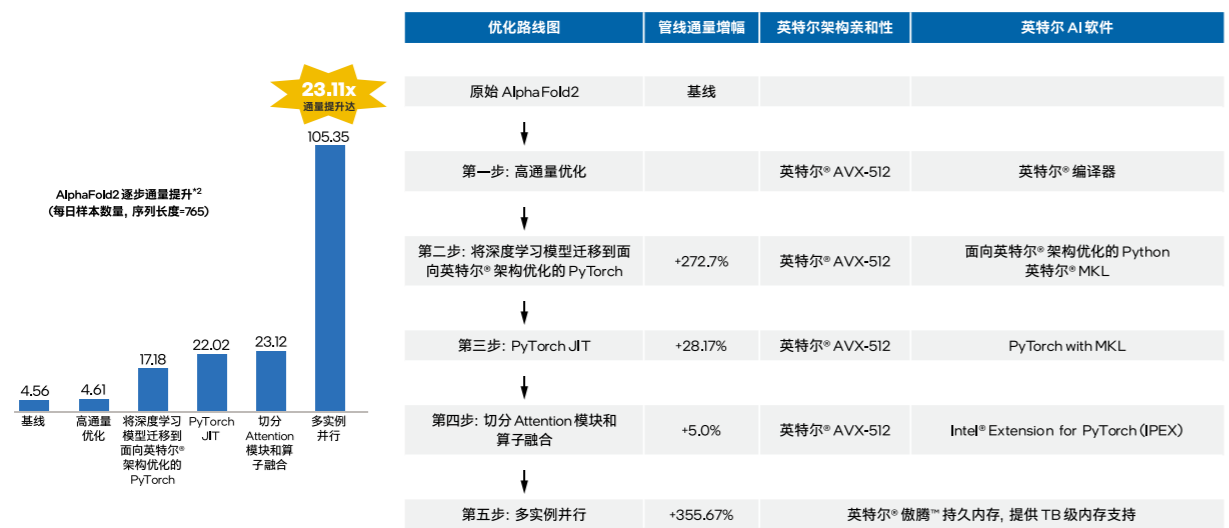 23.11x
通量提升达
105.35
AlphaFold2 逐步通量提升*2
(每日样本数量, 序列长度=765)
4.56
4.61
17.18
22.02
23.12
基线
高通量
优化
将深度学习
模型迁移到
面向英特尔®
架构优化的
PyTorch
PyTorch
JIT
切分
Attention
模块和算
子融合
多实例
并行
优化路线图 管线通量增幅 英特尔架构亲和性 英特尔 AI 软件
原始 AlphaFold2 基线
第一步: 高通量优化 英特尔® AVX-512 英特尔® 编译器
第二步: 将深度学习模型迁移到面
向英特尔® 架构优化的 PyTorch
+272.7% 英特尔® AVX-512
面向英特尔® 架构优化的 Python
英特尔® MKL
第三步: PyTorch JIT +28.17% 英特尔® AVX-512 PyTorch with MKL
第四步: 切分 Attention 模块和
算子融合
+5.0% 英特尔® AVX-512 Intel® Extension for PyTorch (IPEX)
第五步: 多实例并行 +355.67% 英特尔® 傲腾™ 持久内存, 提供 TB 级内存支持